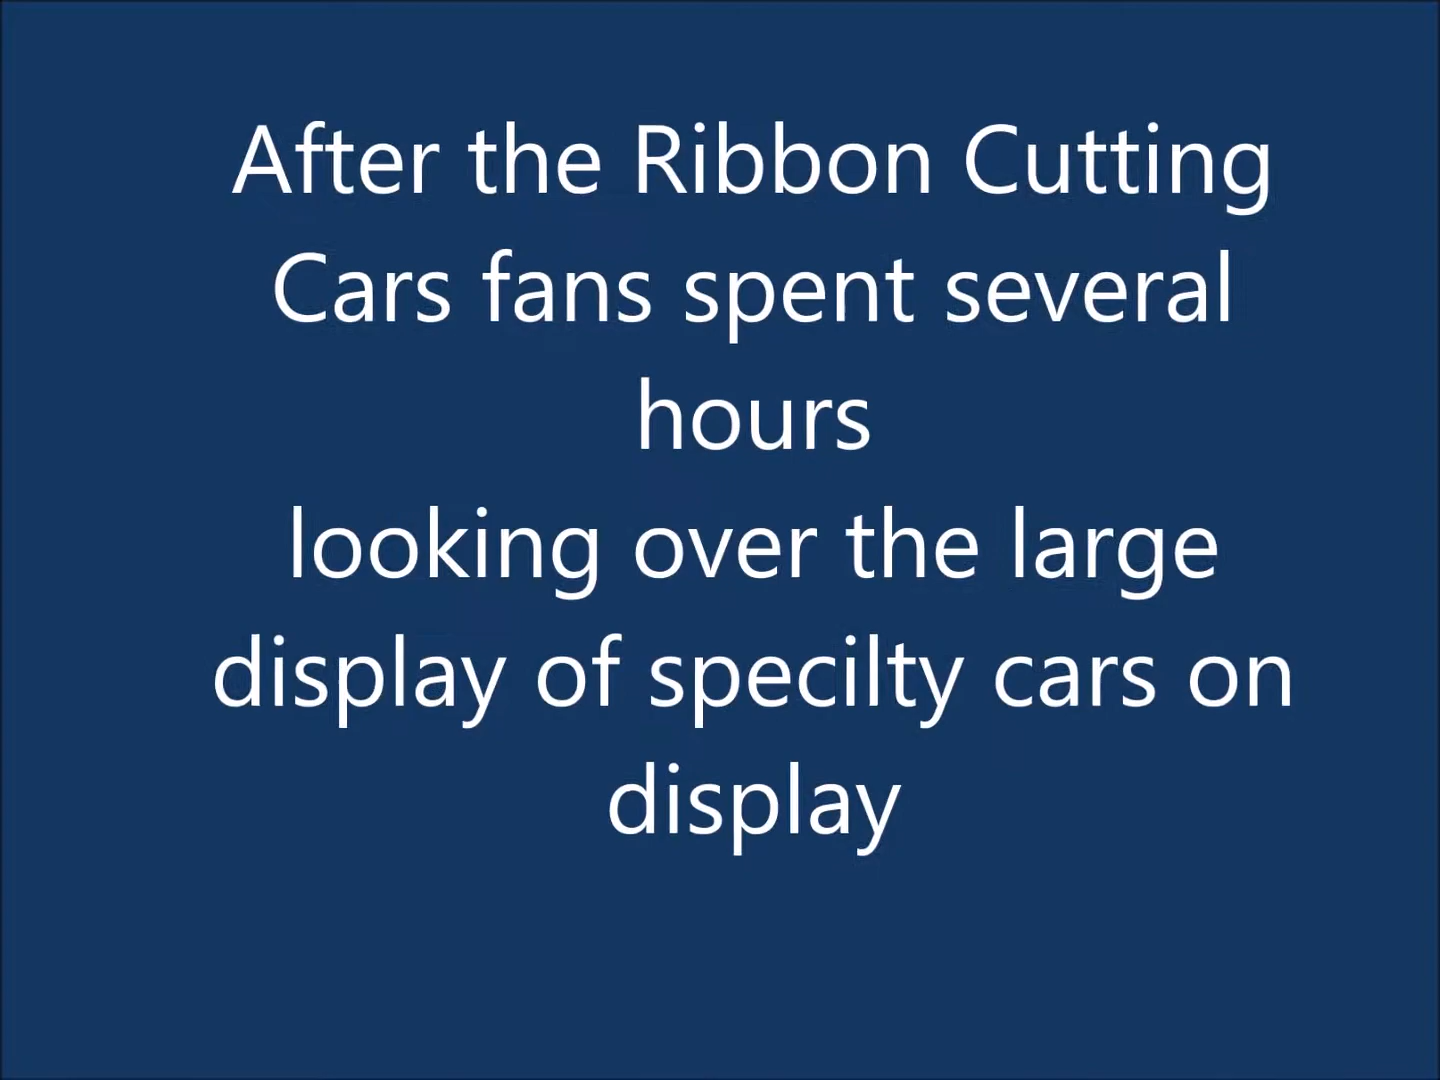 After the Ribbon Cutting
Cars fans spent several
hours
looking over the large
display of specilty cars on
display